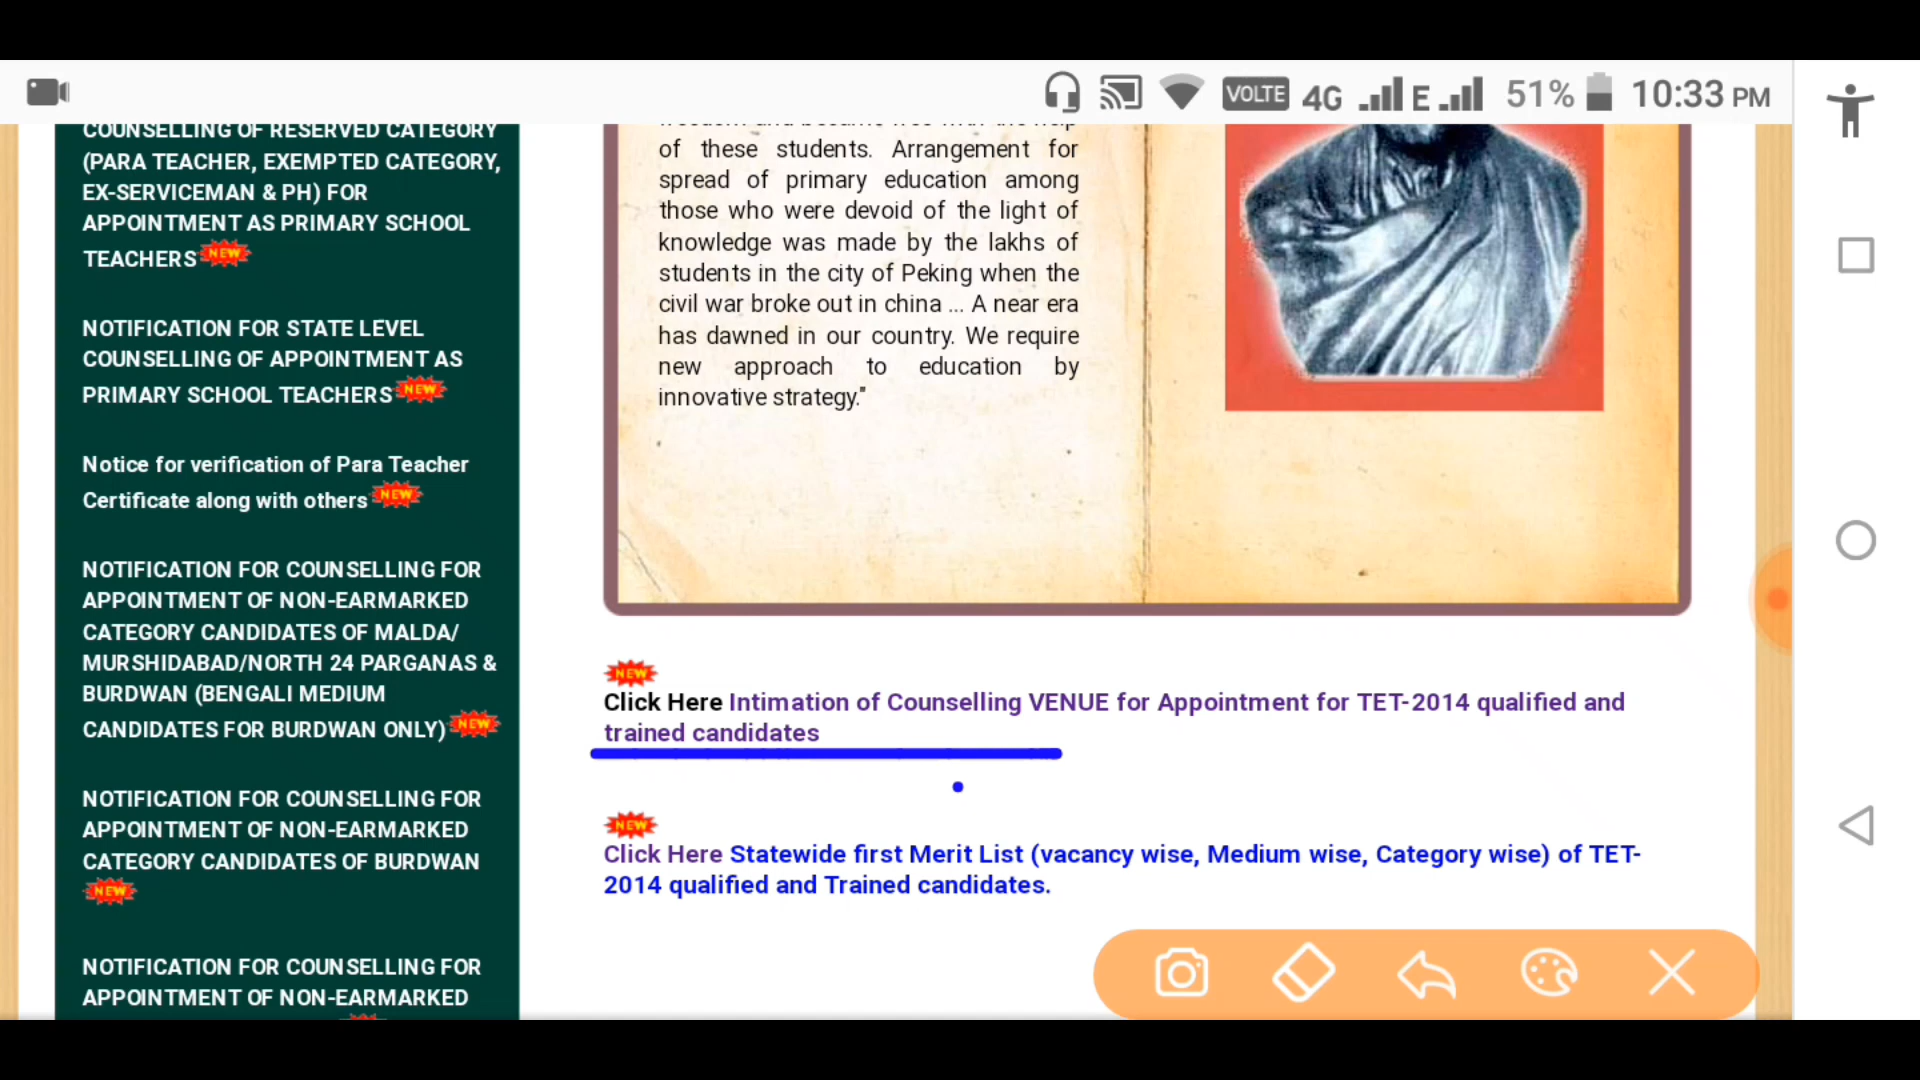 VOLTE 4G E 51% 10:33 PM
COUNSELLING OF RESERVED CATEGORY
(PARA TEACHER, EXEMPTED CATEGORY,
EX-SERVICEMAN & PH) FOR
APPOINTMENT AS PRIMARY SCHOOL
TEACHERS NEW
NOTIFICATION FOR STATE LEVEL
COUNSELLING OF APPOINTMENT AS
PRIMARY SCHOOL TEACHERS NEW
Notice for verification of Para Teacher
Certificate along with others NEW
NOTIFICATION FOR COUNSELLING FOR
APPOINTMENT OF NON-EARMARKED
CATEGORY CANDIDATES OF MALDA/
MURSHIDABAD/NORTH 24 PARGANAS &
BURDWAN (BENGALI MEDIUM
CANDIDATES FOR BURDWAN ONLY) NEW
NOTIFICATION FOR COUNSELLING FOR
APPOINTMENT OF NON-EARMARKED
CATEGORY CANDIDATES OF BURDWAN
NEW
NOTIFICATION FOR COUNSELLING FOR
APPOINTMENT OF NON-EARMARKED
of these students. Arrangement for
spread of primary education among
those who were devoid of the light of
knowledge was made by the lakhs of
students in the city of Peking when the
civil war broke out in china ... A near era
has dawned in our country. We require
new approach to education by
innovative strategy."
NEW
Click Here Intimation of Counselling VENUE for Appointment for TET-2014 qualified and
trained candidates
NEW
Click Here Statewide first Merit List (vacancy wise, Medium wise, Category wise) of TET-
2014 qualified and Trained candidates.